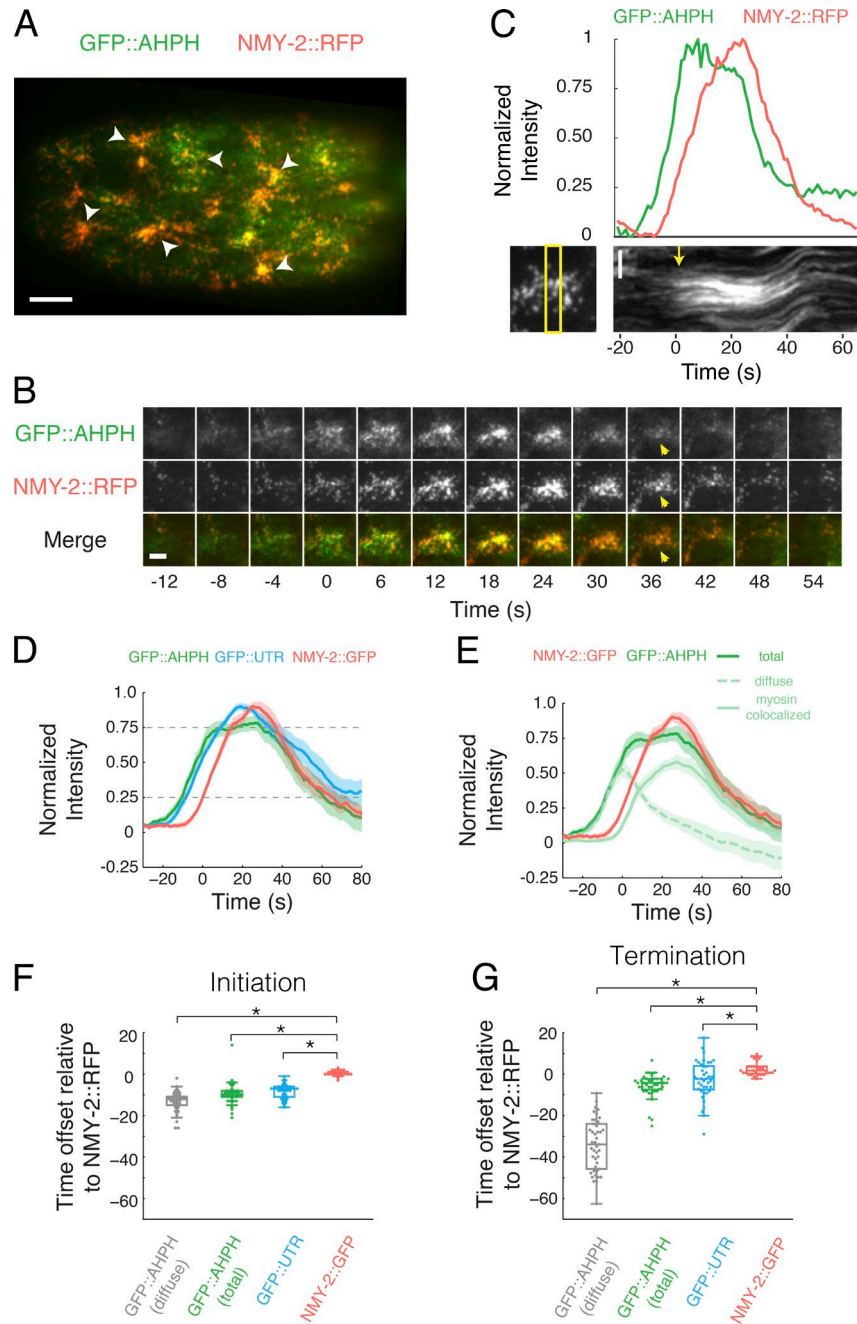 A
GFP::AHPH NMY-2::RFP
B
GFP::AHPH
NMY-2::RFP
Merge
-12 -8 -4 0 6 12 18 24 30 36 42 48 54
Time (s)
C
GFP::AHPH NMY-2::RFP
Normalized
Intensity
1
0.75
0.5
0.25
0
-20 0 20 40 60
Time (s)
D
GFP::AHPH GFP::UTR NMY-2::GFP
Normalized
Intensity
1.0
0.75
0.50
0.25
0
-0.25
−20 0 20 40 60 80
Time (s)
E
NMY-2::GFP GFP::AHPH total
diffuse
myosin
colocalized
Normalized
Intensity
1.0
0.75
0.50
0.25
0
-0.25
−20 0 20 40 60 80
Time (s)
F
Initiation
* 
*
*
Time offset relative
to NMY-2::RFP
20
0
−20
−40
−60
GFP::AHPH
(diffuse)
GFP::AHPH
(total)
GFP::UTR
NMY-2::GFP
G
Termination
*
*
*
Time offset relative
to NMY-2::RFP
20
0
−20
−40
−60
GFP::AHPH
(diffuse)
GFP::AHPH
(total)
GFP::UTR
NMY-2::GFP